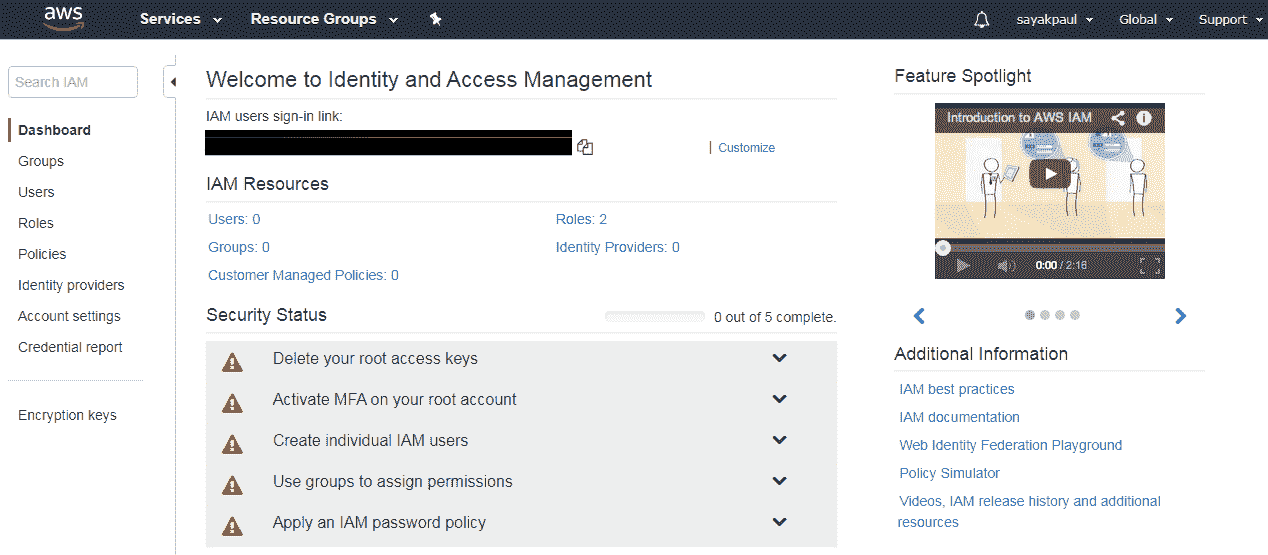 aws
Services
Resource Groups
sayakpaul
Global
Support
Search IAM
Dashboard
Groups
Users
Roles
Policies
Identity providers
Account settings
Credential report
Encryption keys
Welcome to Identity and Access Management
IAM users sign-in link:
| Customize
IAM Resources
Users: 0
Roles: 2
Groups: 0
Identity Providers: 0
Customer Managed Policies: 0
Security Status
0 out of 5 complete.
Delete your root access keys
Activate MFA on your root account
Create individual IAM users
Use groups to assign permissions
Apply an IAM password policy
Feature Spotlight
Introduction to AWS IAM
0:00 / 2:16
Additional Information
IAM best practices
IAM documentation
Web Identity Federation Playground
Policy Simulator
Videos, IAM release history and additional
resources